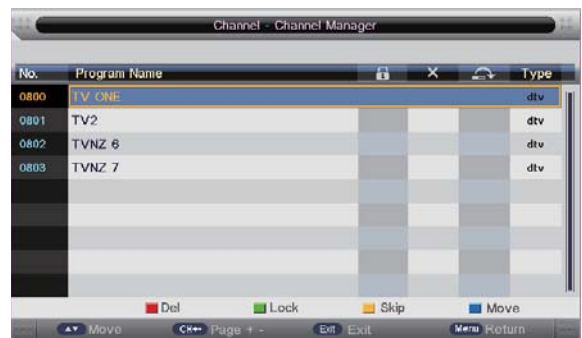 Channel - Channel Manager
No. Program Name Type
0800 TV ONE dtv
0801 TV2 dtv
0802 TVNZ 6 dtv
0803 TVNZ 7 dtv
Del Lock Skip Move
Move CH+- Page + - Exit Exit Menu Return